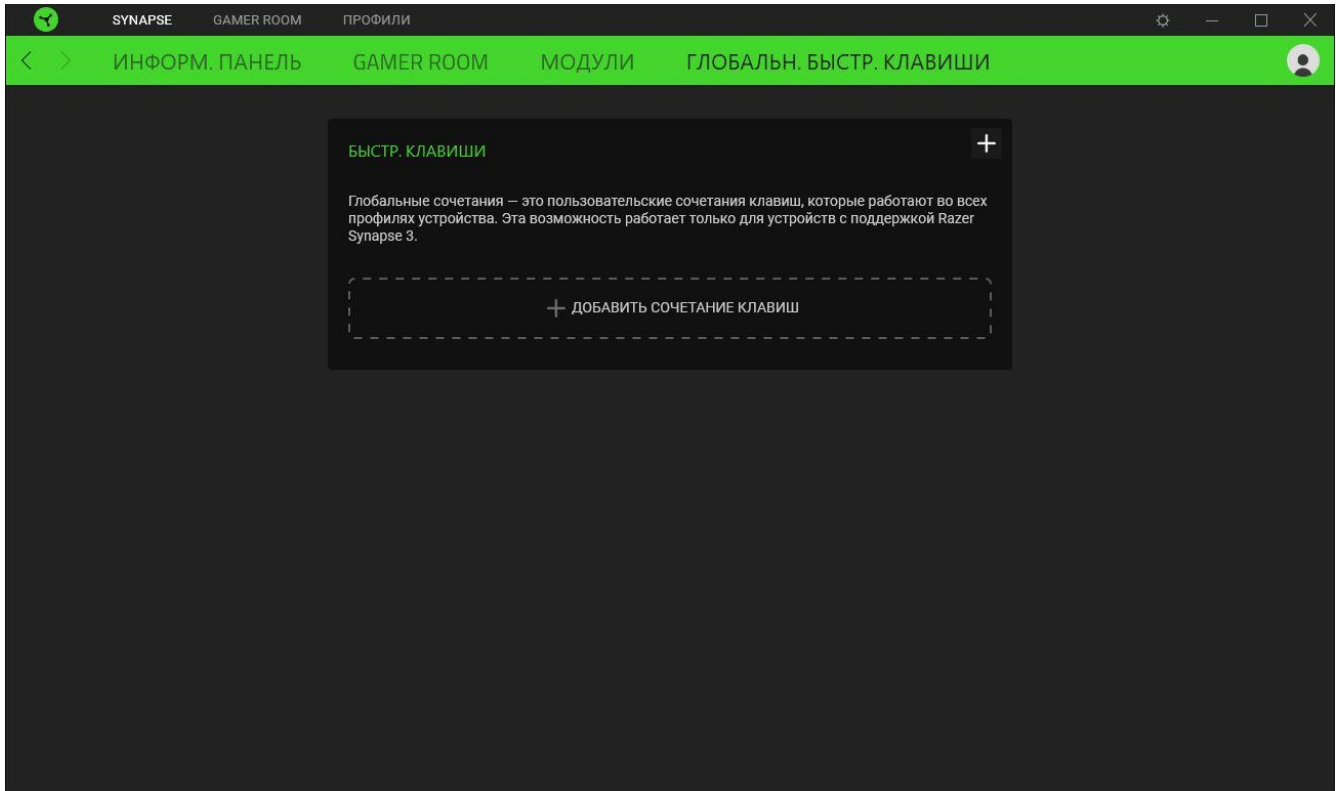 SYNAPSE GAMER ROOM ПРОФИЛИ
ИНФОРМ. ПАНЕЛЬ GAMER ROOM МОДУЛИ ГЛОБАЛЬН. БЫСТР. КЛАВИШИ
БЫСТР. КЛАВИШИ
Глобальные сочетания — это пользовательские сочетания клавиш, которые работают во всех
профилях устройства. Эта возможность работает только для устройств с поддержкой Razer
Synapse 3.
ДОБАВИТЬ СОЧЕТАНИЕ КЛАВИШ